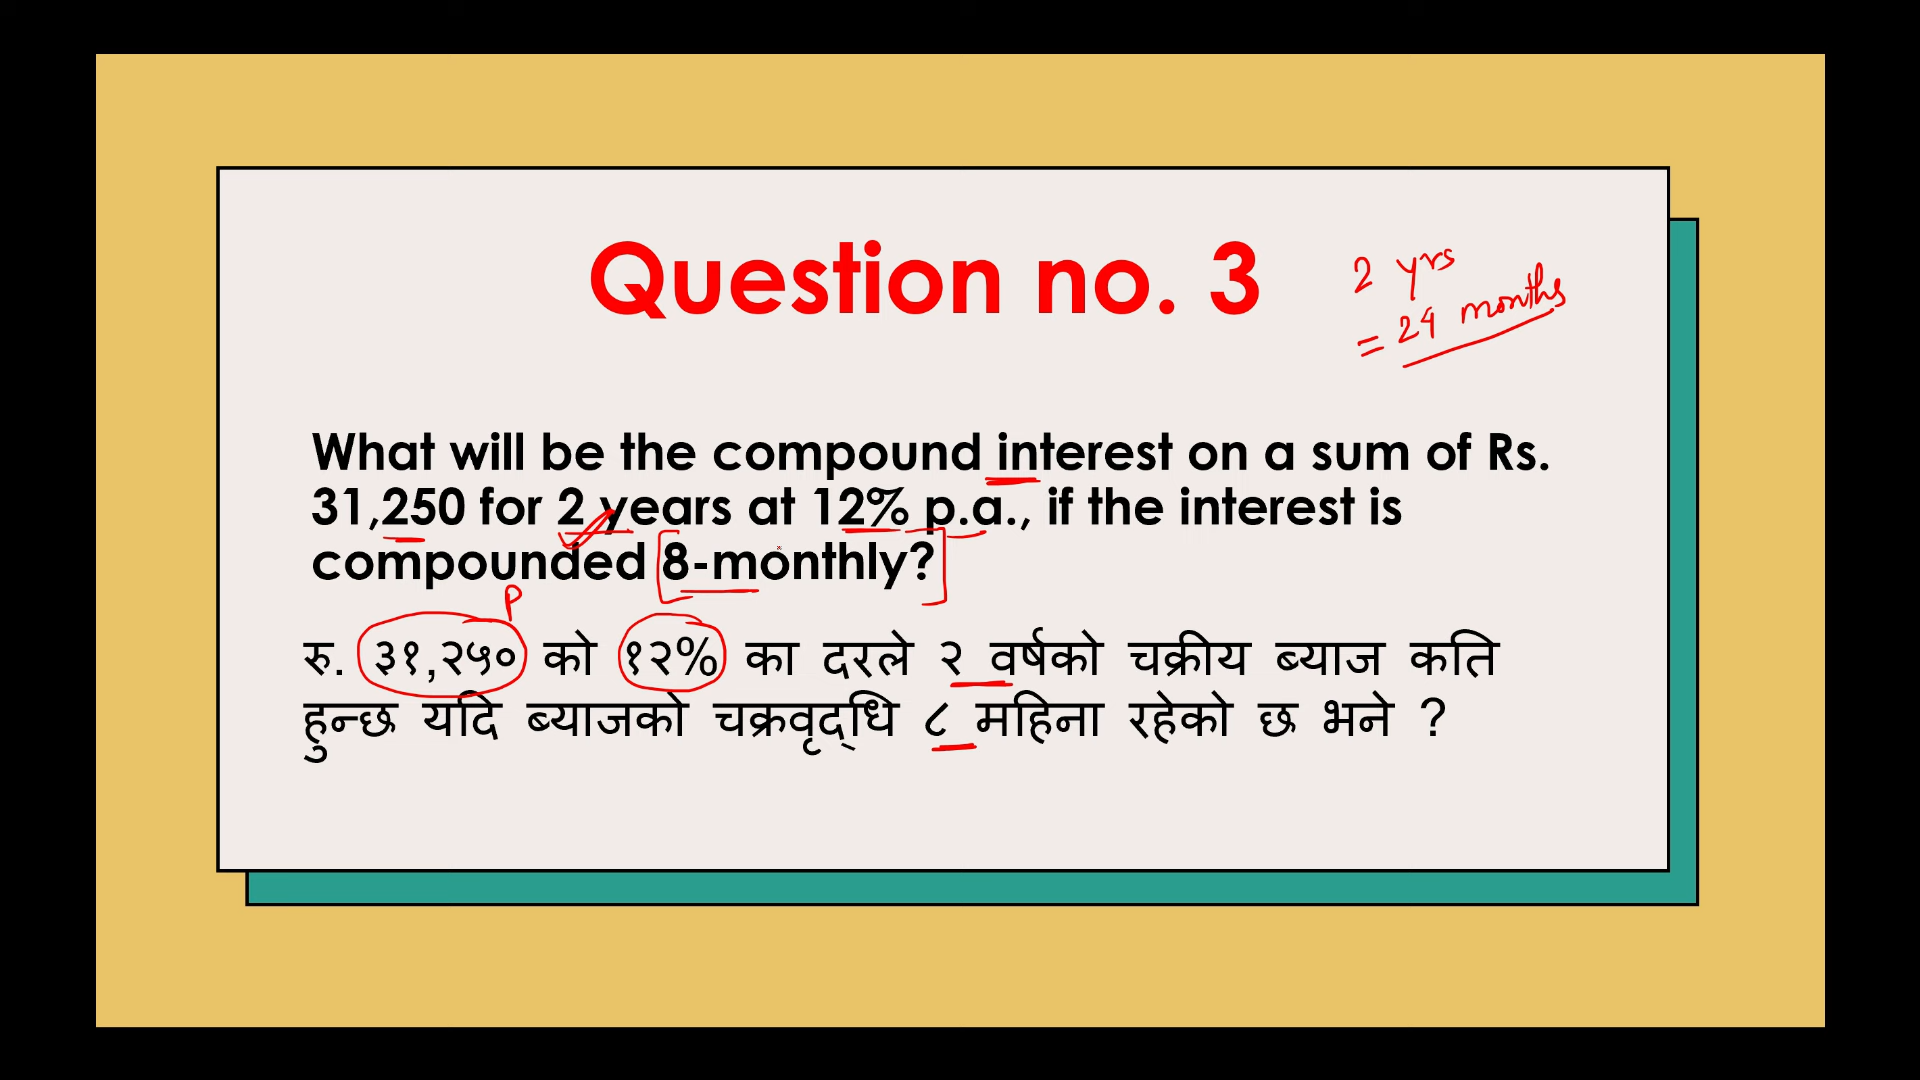 Question no. 3
2 yrs
= 24 months
What will be the compound interest on a sum of Rs.
31,250 for 2 years at 12% p.a., if the interest is
compounded [8-monthly?]
P
रु. ३१,२५० को १२% का दरले २ वर्षको चक्रीय ब्याज कति
हुन्छ यदि ब्याजको चक्रवृद्धि ८ महिना रहेको छ भने ?